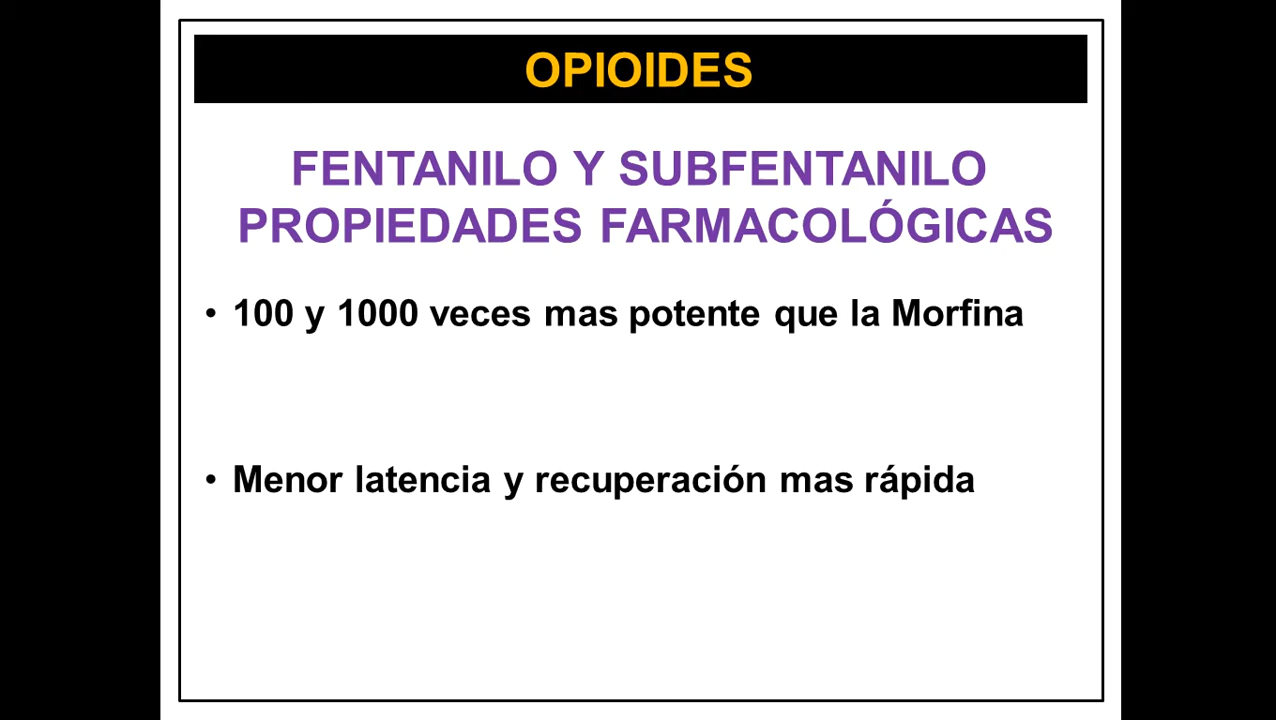 OPIOIDES
FENTANILO Y SUBFENTANILO
PROPIEDADES FARMACOLÓGICAS
• 100 y 1000 veces mas potente que la Morfina
• Menor latencia y recuperación mas rápida